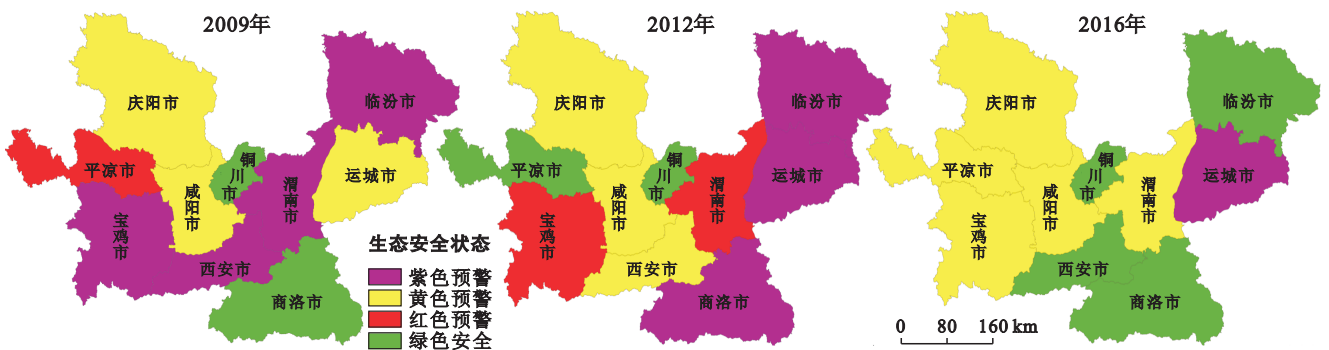 2009年
庆阳市
临汾市
平凉市
铜川市
咸阳市
渭南市
运城市
宝鸡市
西安市
商洛市
生态安全状态
紫色预警
黄色预警
红色预警
绿色安全
2012年
庆阳市
临汾市
平凉市
铜川市
咸阳市
渭南市
运城市
宝鸡市
西安市
商洛市
2016年
庆阳市
临汾市
平凉市
铜川市
咸阳市
渭南市
运城市
宝鸡市
西安市
商洛市
0 80 160 km